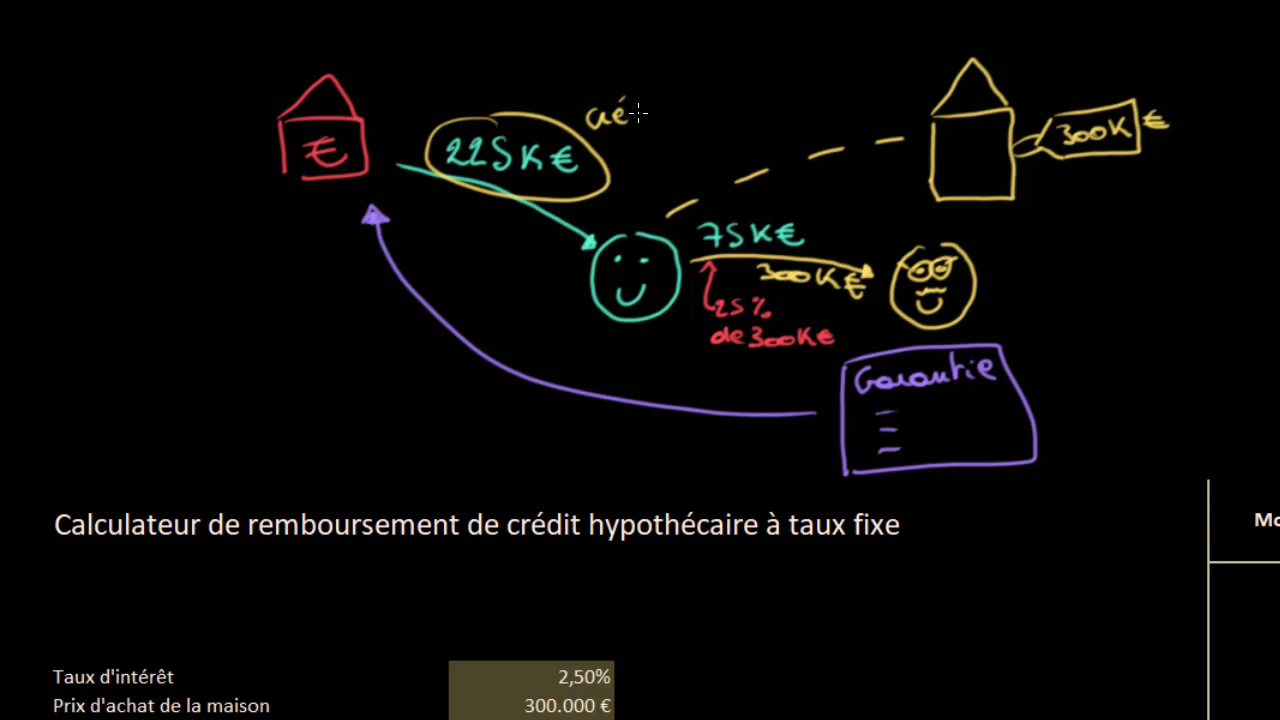 €
225K€
cré
300K €
75K€
300K€
25%
de 300K€
Garantie
Calculateur de remboursement de crédit hypothécaire à taux fixe
Taux d'intérêt 2,50%
Prix d'achat de la maison 300.000 €